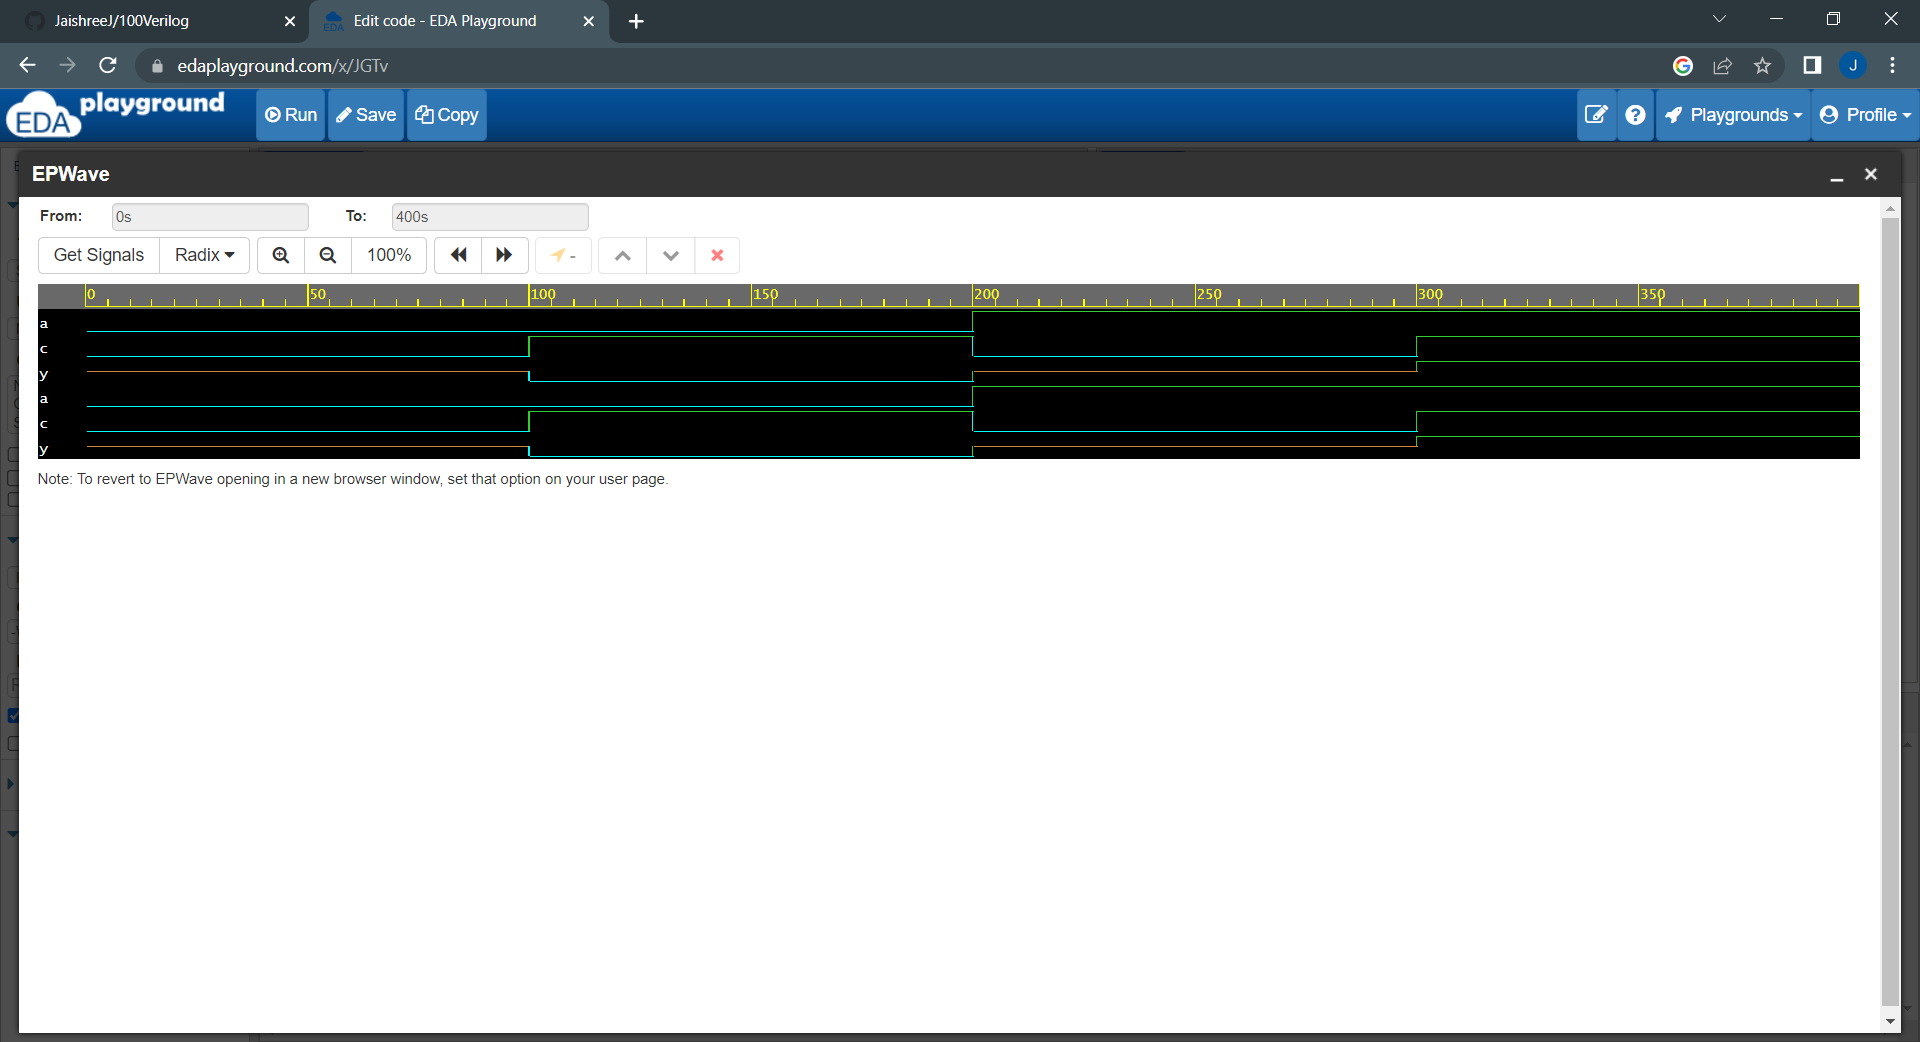 JaishreeJ/100Verilog
Edit code - EDA Playground
edaplayground.com/x/JGTv
J
EDA playground
Run
Save
Copy
Playgrounds
Profile
EPWave
From: 0s To: 400s
Get Signals
Radix
100%
-
0 50 100 150 200 250 300 350
a
c
y
a
c
y
Note: To revert to EPWave opening in a new browser window, set that option on your user page.